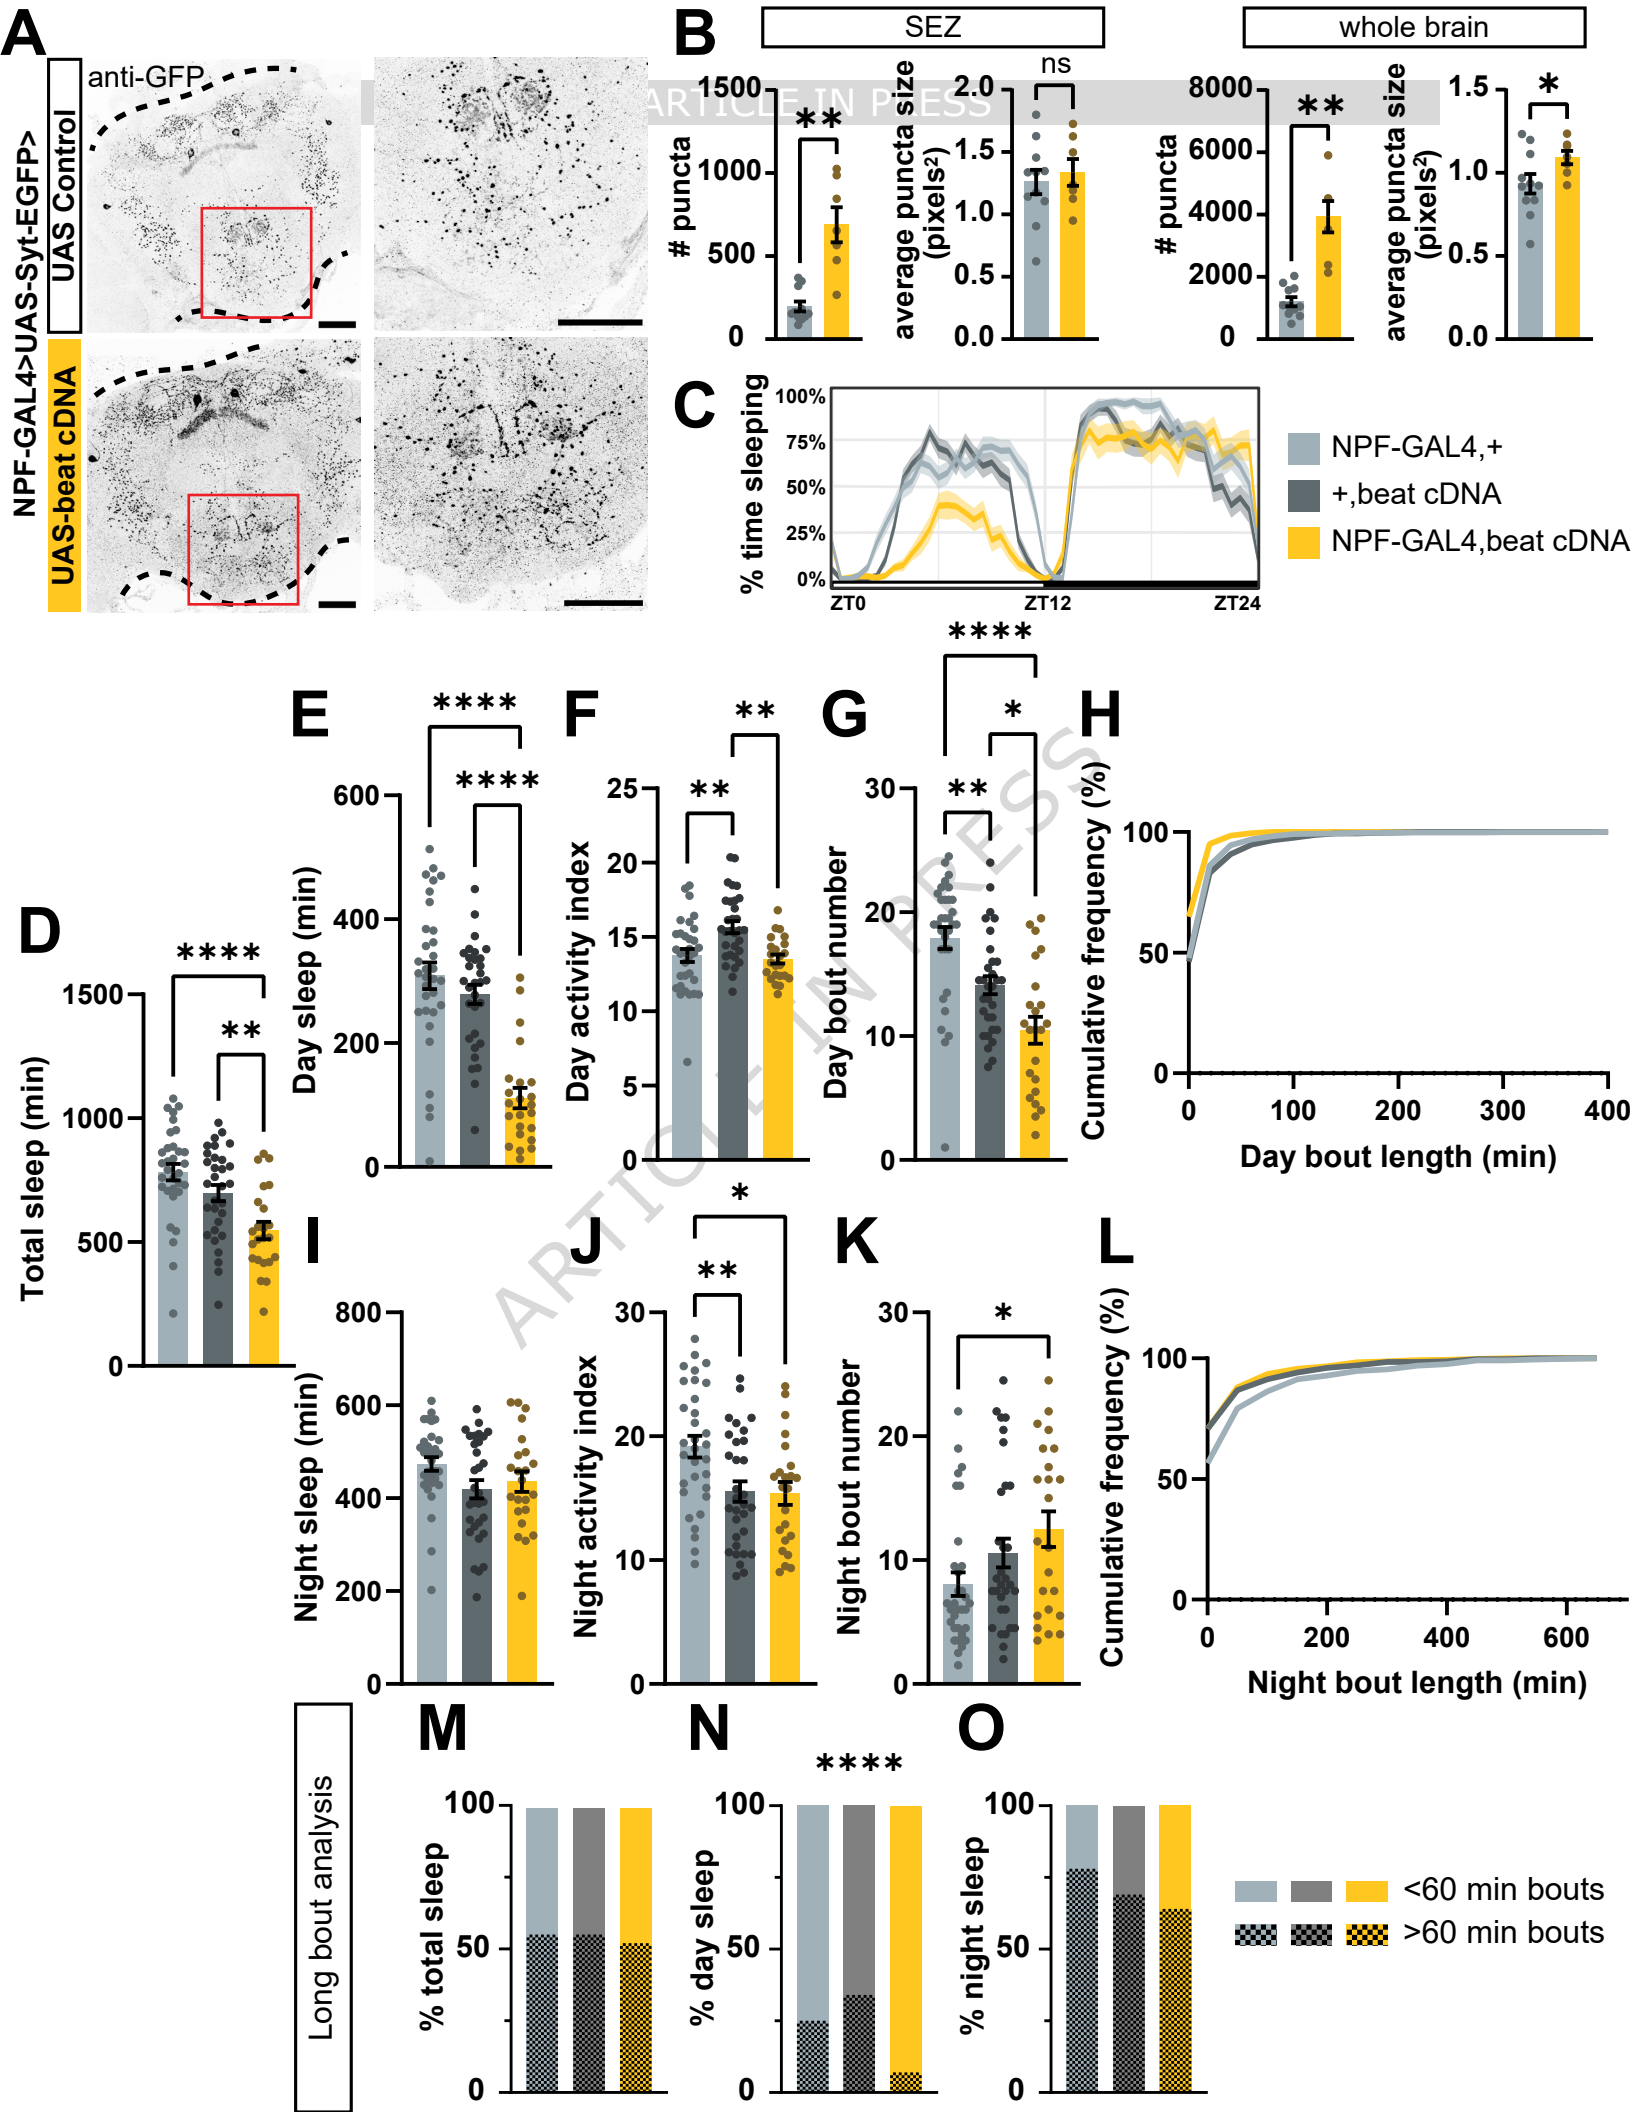 A
B
SEZ
whole brain
ARTICLE IN PRESS
NPF-GAL4>UAS-Syt-EGFP>
UAS Control
UAS-beat cDNA
anti-GFP
# puncta
1500
1000
500
0
**
average puncta size
(pixels²)
2.0
1.5
1.0
0.5
0.0
ns
# puncta
8000
6000
4000
2000
0
**
average puncta size
(pixels²)
1.5
1.0
0.5
0.0
*
C
% time sleeping
100%
75%
50%
25%
0%
ZT0
ZT12
ZT24
NPF-GAL4,+
+,beat cDNA
NPF-GAL4,beat cDNA
D
Total sleep (min)
1500
1000
500
0
****
**
E
Day sleep (min)
600
400
200
0
****
****
F
Day activity index
25
20
15
10
5
0
**
**
G
Day bout number
30
20
10
0
****
*
**
H
Cumulative frequency (%)
100
50
0
0
100
200
300
400
Day bout length (min)
ARTICLE IN PRESS
I
Night sleep (min)
800
600
400
200
0
J
Night activity index
30
20
10
0
*
**
K
Night bout number
30
20
10
0
*
L
Cumulative frequency (%)
100
50
0
0
200
400
600
Night bout length (min)
Long bout analysis
M
% total sleep
100
50
0
N
% day sleep
100
50
0
****
O
% night sleep
100
50
0
<60 min bouts
>60 min bouts